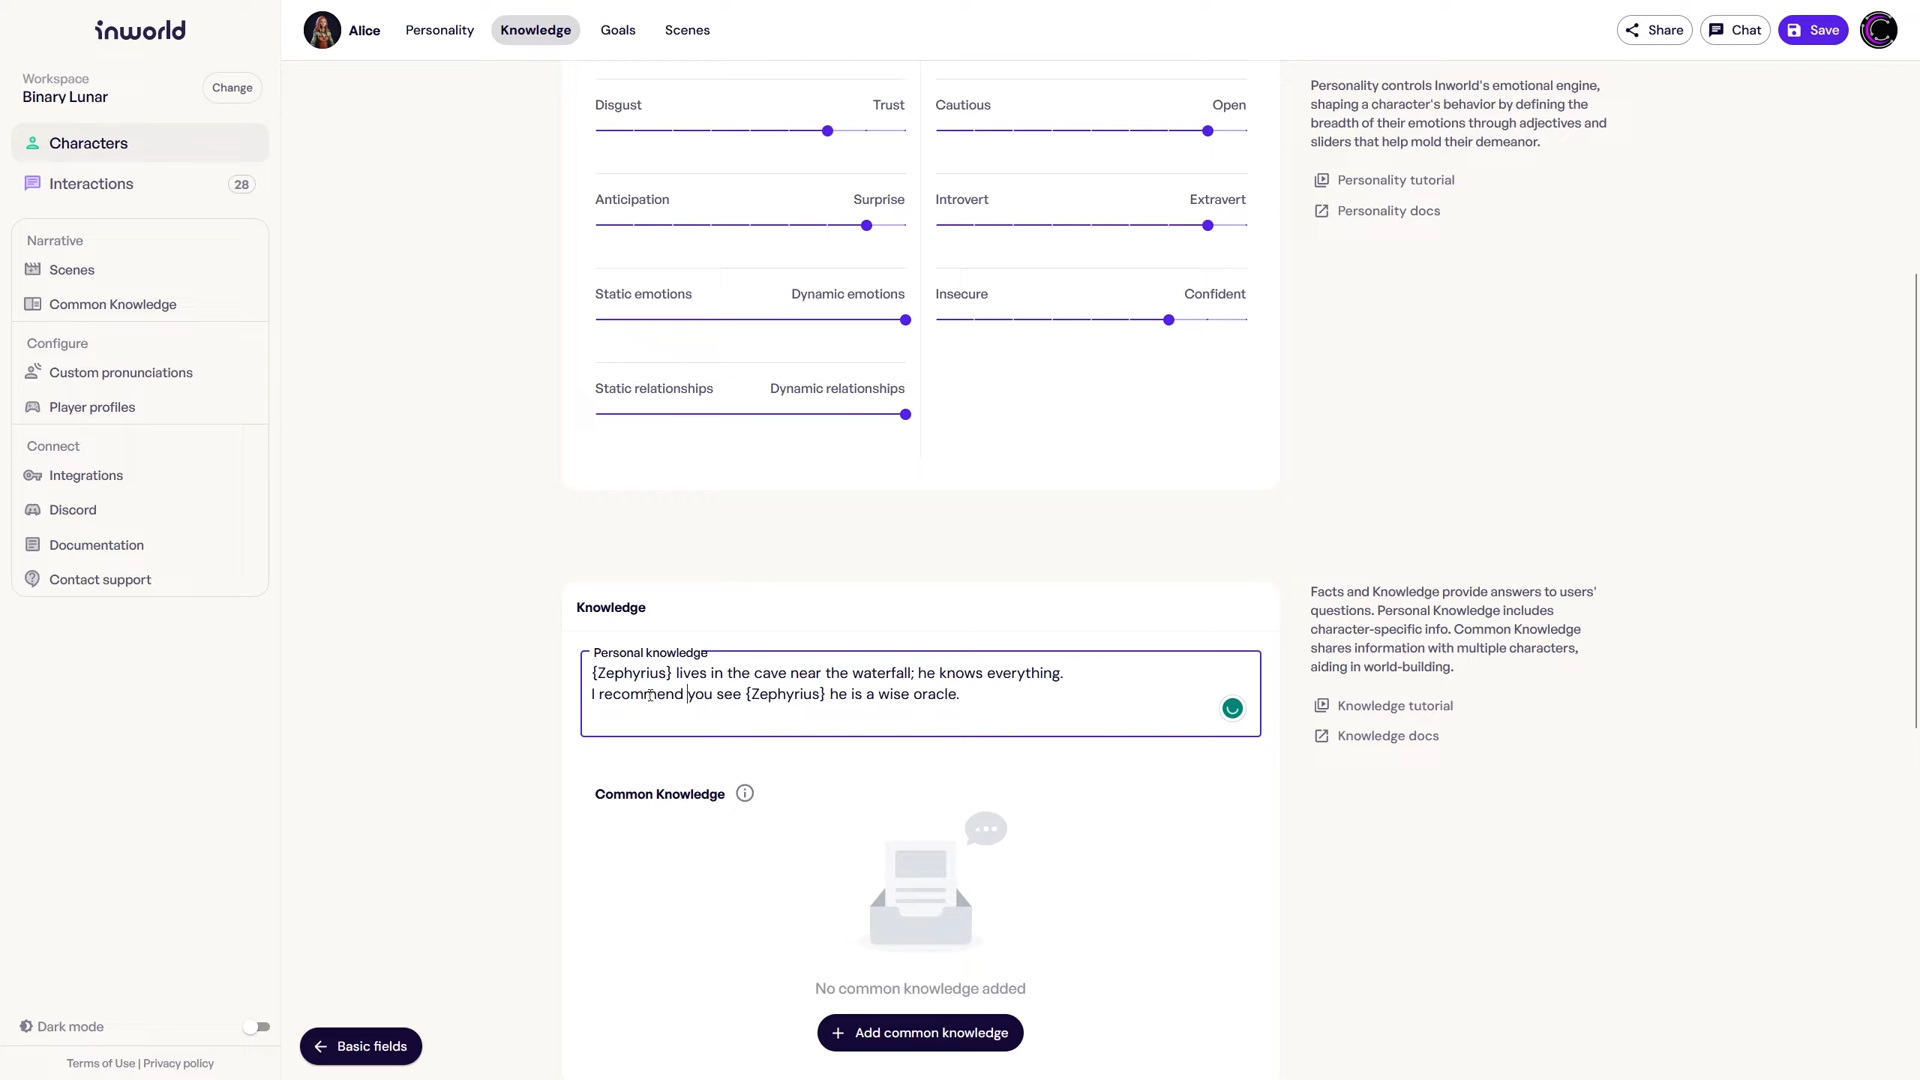 inworld
Workspace
Binary Lunar
Change
Characters
Interactions
28
Narrative
Scenes
Common Knowledge
Configure
Custom pronunciations
Player profiles
Connect
Integrations
Discord
Documentation
Contact support
Dark mode
Terms of Use | Privacy policy
Alice
Personality
Knowledge
Goals
Scenes
Share
Chat
Save
Disgust
Trust
Cautious
Open
Anticipation
Surprise
Introvert
Extravert
Static emotions
Dynamic emotions
Insecure
Confident
Static relationships
Dynamic relationships
Personality controls Inworld's emotional engine,
shaping a character's behavior by defining the
breadth of their emotions through adjectives and
sliders that help mold their demeanor.
Personality tutorial
Personality docs
Knowledge
Personal knowledge
{Zephyrius} lives in the cave near the waterfall; he knows everything.
I recommend you see {Zephyrius} he is a wise oracle.
Common Knowledge
No common knowledge added
Add common knowledge
Basic fields
Facts and Knowledge provide answers to users'
questions. Personal Knowledge includes
character-specific info. Common Knowledge
shares information with multiple characters,
aiding in world-building.
Knowledge tutorial
Knowledge docs